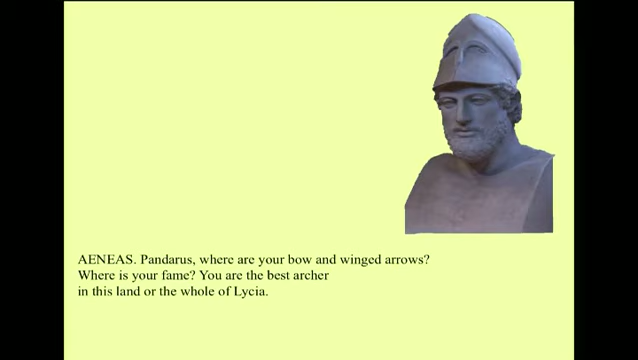 AENEAS. Pandarus, where are your bow and winged arrows?
Where is your fame? You are the best archer
in this land or the whole of Lycia.